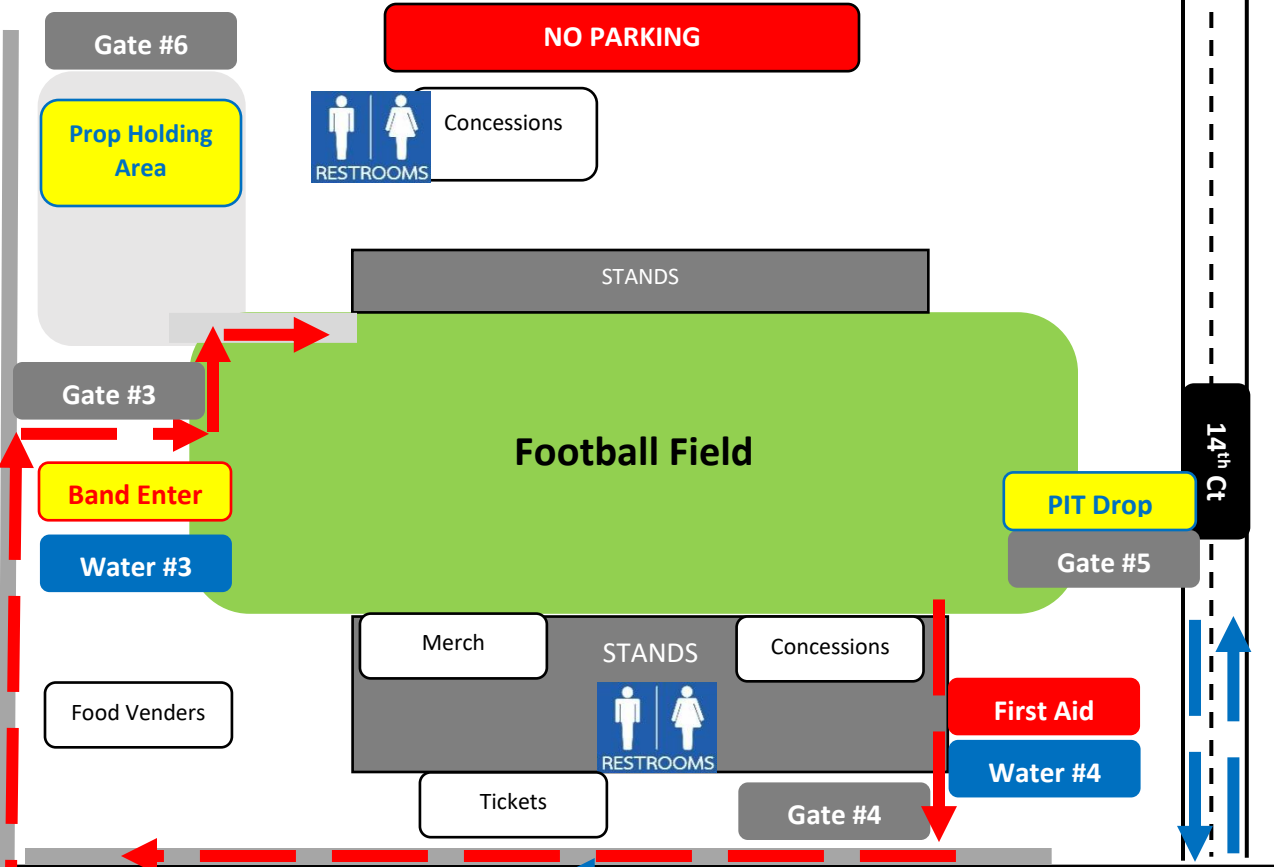 Gate #6
NO PARKING
Prop Holding
Area
RESTROOMS
Concessions
STANDS
Gate #3
Football Field
14th Ct
Band Enter
PIT Drop
Water #3
Gate #5
Merch
STANDS
Concessions
Food Venders
RESTROOMS
First Aid
Water #4
Tickets
Gate #4